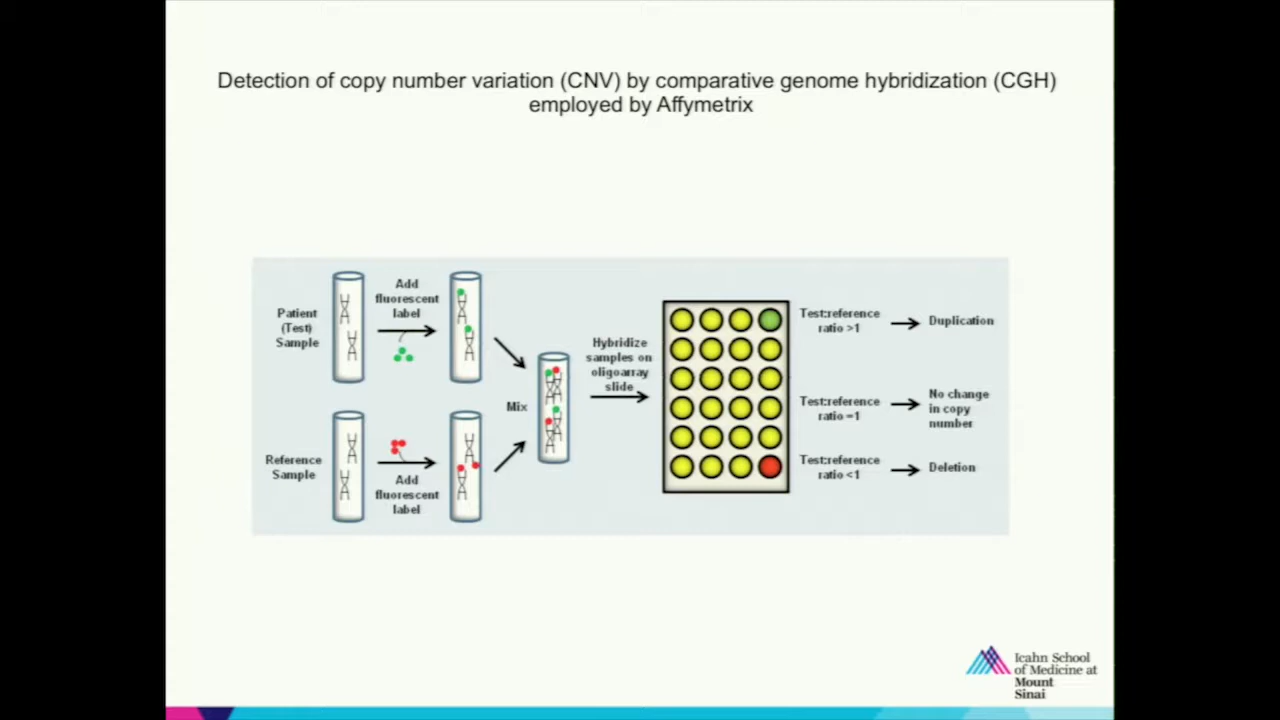 Detection of copy number variation (CNV) by comparative genome hybridization (CGH)
employed by Affymetrix
Patient
(Test)
Sample
Add
fluorescent
label
Reference
Sample
Add
fluorescent
label
Mix
Hybridize
samples on
oligoarray
slide
Test:reference
ratio >1
Duplication
Test:reference
ratio =1
No change
in copy
number
Test:reference
ratio <1
Deletion
Icahn School
of Medicine at
Mount
Sinai